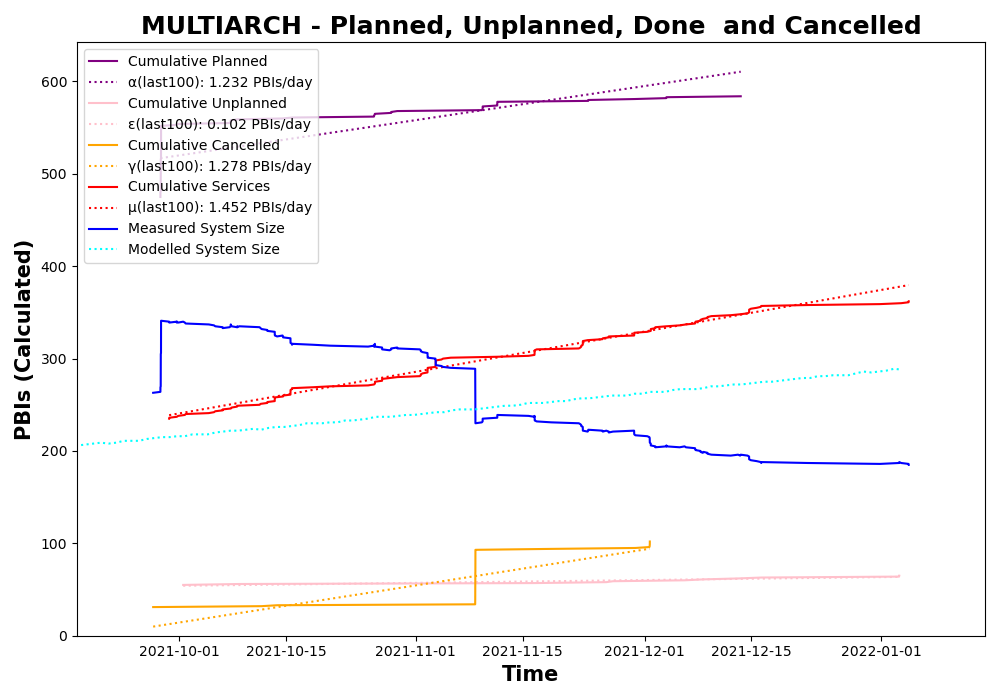 MULTIARCH - Planned, Unplanned, Done  and Cancelled
Cumulative Planned
α(last100): 1.232 PBIs/day
Cumulative Unplanned
ε(last100): 0.102 PBIs/day
Cumulative Cancelled
γ(last100): 1.278 PBIs/day
Cumulative Services
μ(last100): 1.452 PBIs/day
Measured System Size
Modelled System Size
PBIs (Calculated)
600
500
400
300
200
100
0
2021-10-01 2021-10-15 2021-11-01 2021-11-15 2021-12-01 2021-12-15 2022-01-01
Time